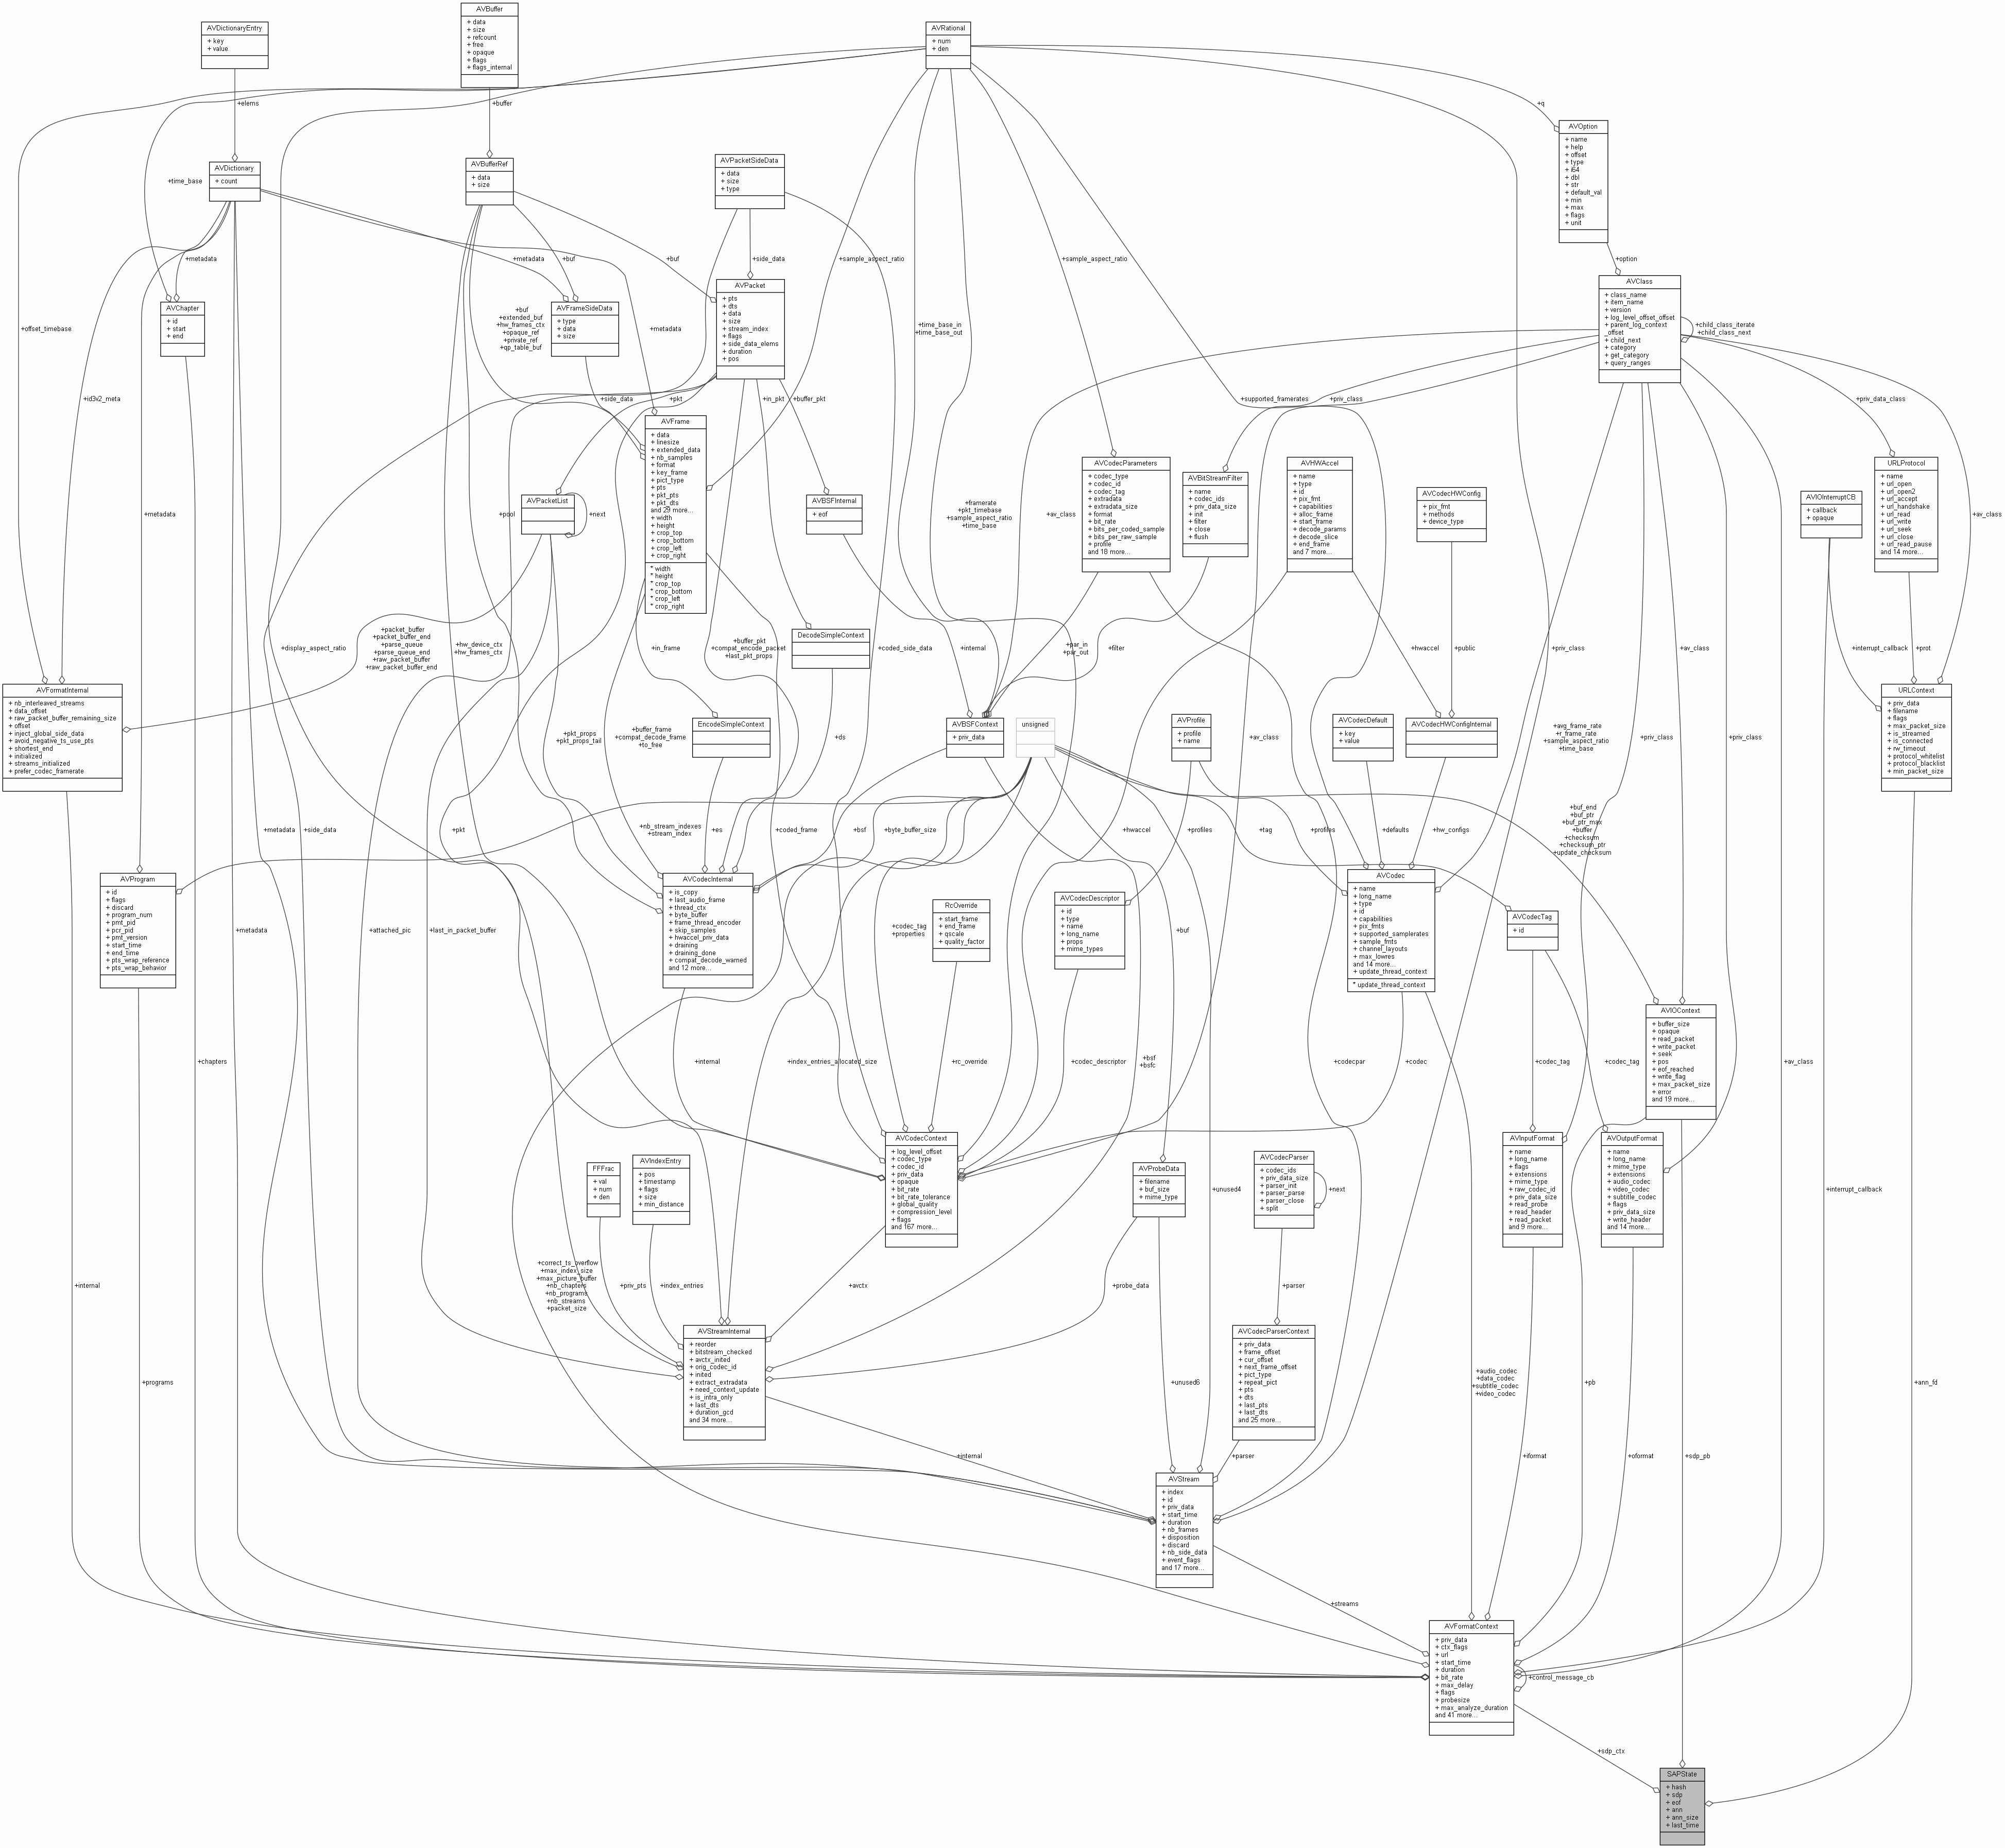 AVBuffer
+ data
+ size
+ refcount
+ free
+ opaque
+ flags
+ flags_internal
AVDictionaryEntry
+ key
+ value
AVRational
+ num
+ den
+elems
+buffer
+q
AVOption
+ name
+ help
+ offset
+ type
+ i64
+ dbl
+ str
+ default_val
+ min
+ max
+ flags
+ unit
AVDictionary
+ count
AVBufferRef
+ data
+ size
AVPacketSideData
+ data
+ size
+ type
+time_base
+metadata
+metadata
+buf
+buf
+side_data
+sample_aspect_ratio
+sample_aspect_ratio
+option
AVClass
+ class_name
+ item_name
+ version
+ log_level_offset_offset
+ parent_log_context
_offset
+ child_next
+ category
+ get_category
+ query_ranges
+child_class_iterate
+child_class_next
AVPacket
+ pts
+ dts
+ data
+ size
+ stream_index
+ flags
+ side_data_elems
+ duration
+ pos
AVChapter
+ id
+ start
+ end
AVFrameSideData
+ type
+ data
+ size
+offset_timebase
+buf
+extended_buf
+hw_frames_ctx
+opaque_ref
+private_ref
+qp_table_buf
+metadata
+time_base_in
+time_base_out
+id3v2_meta
+side_data
+pkt
+in_pkt
+buffer_pkt
+supported_framerates
+priv_class
+priv_data_class
AVFrame
+ data
+ linesize
+ extended_data
+ nb_samples
+ format
+ key_frame
+ pict_type
+ pts
+ pkt_pts
+ pkt_dts
and 29 more...
+ width
+ height
+ crop_top
+ crop_bottom
+ crop_left
+ crop_right
* width
* height
* crop_top
* crop_bottom
* crop_left
* crop_right
AVPacketList
+next
AVBSFInternal
+ eof
AVCodecParameters
+ codec_type
+ codec_id
+ codec_tag
+ extradata
+ extradata_size
+ format
+ bit_rate
+ bits_per_coded_sample
+ bits_per_raw_sample
+ profile
and 18 more...
AVBitStreamFilter
+ name
+ codec_ids
+ priv_data_size
+ init
+ filter
+ close
+ flush
AVHWAccel
+ name
+ type
+ id
+ pix_fmt
+ capabilities
+ alloc_frame
+ start_frame
+ decode_params
+ decode_slice
+ end_frame
and 7 more...
AVCodecHWConfig
+ pix_fmt
+ methods
+ device_type
AVIOInterruptCB
+ callback
+ opaque
URLProtocol
+ name
+ url_open
+ url_open2
+ url_accept
+ url_handshake
+ url_read
+ url_write
+ url_seek
+ url_close
+ url_read_pause
and 14 more...
+metadata
+pool
+framerate
+pkt_timebase
+sample_aspect_ratio
+time_base
+av_class
+av_class
+display_aspect_ratio
+packet_buffer
+packet_buffer_end
+parse_queue
+parse_queue_end
+raw_packet_buffer
+raw_packet_buffer_end
+hw_device_ctx
+hw_frames_ctx
+in_frame
+buffer_pkt
+compat_encode_packet
+last_pkt_props
DecodeSimpleContext
+coded_side_data
+internal
+par_in
+par_out
+filter
+hwaccel
+public
+priv_class
+av_class
+interrupt_callback
+prot
AVFormatInternal
+ nb_interleaved_streams
+ data_offset
+ raw_packet_buffer_remaining_size
+ offset
+ inject_global_side_data
+ avoid_negative_ts_use_pts
+ shortest_end
+ initialized
+ streams_initialized
+ prefer_codec_framerate
EncodeSimpleContext
AVBSFContext
+ priv_data
unsigned
AVProfile
+ profile
+ name
AVCodecDefault
+ key
+ value
AVCodecHWConfigInternal
URLContext
+ priv_data
+ filename
+ flags
+ max_packet_size
+ is_streamed
+ is_connected
+ rw_timeout
+ protocol_whitelist
+ protocol_blacklist
+ min_packet_size
+pkt_props
+pkt_props_tail
+buffer_frame
+compat_decode_frame
+to_free
+ds
+av_class
+avg_frame_rate
+r_frame_rate
+sample_aspect_ratio
+time_base
+priv_class
+priv_class
+metadata
+side_data
+pkt
+nb_stream_indexes
+stream_index
+es
+coded_frame
+bsf
+byte_buffer_size
+hwaccel
+profiles
+tag
+profiles
+defaults
+hw_configs
+buf_end
+buf_ptr
+buf_ptr_max
+buffer
+checksum_ptr
+update_checksum
AVProgram
+ id
+ flags
+ discard
+ program_num
+ pmt_pid
+ pcr_pid
+ pmt_version
+ start_time
+ end_time
+ pts_wrap_reference
+ pts_wrap_behavior
AVCodecInternal
+ is_copy
+ last_audio_frame
+ thread_ctx
+ byte_buffer
+ frame_thread_encoder
+ skip_samples
+ hwaccel_priv_data
+ draining
+ draining_done
+ compat_decode_warned
and 12 more...
RcOverride
+ start_frame
+ end_frame
+ qscale
+ quality_factor
AVCodecDescriptor
+ id
+ type
+ name
+ long_name
+ props
+ mime_types
AVCodec
+ name
+ long_name
+ type
+ id
+ capabilities
+ pix_fmts
+ supported_samplerates
+ sample_fmts
+ channel_layouts
+ max_lowres
and 14 more...
+ update_thread_context
* update_thread_context
AVCodecTag
+ id
+metadata
+attached_pic
+last_in_packet_buffer
+codec_tag
+properties
+buf
AVIOContext
+ buffer_size
+ opaque
+ read_packet
+ write_packet
+ seek
+ pos
+ eof_reached
+ write_flag
+ max_packet_size
+ error
and 19 more...
+chapters
+internal
+index_entries_allocated_size
+rc_override
+codec_descriptor
+bsf
+bsfc
+codecpar
+codec
+codec_tag
+codec_tag
+av_class
FFFrac
+ val
+ num
+ den
AVIndexEntry
+ pos
+ timestamp
+ flags
+ size
+ min_distance
AVCodecContext
+ log_level_offset
+ codec_type
+ codec_id
+ priv_data
+ opaque
+ bit_rate
+ bit_rate_tolerance
+ global_quality
+ compression_level
+ flags
and 167 more...
AVProbeData
+ filename
+ buf_size
+ mime_type
+unused4
AVCodecParser
+ codec_ids
+ priv_data_size
+ parser_init
+ parser_parse
+ parser_close
+ split
+next
AVInputFormat
+ name
+ long_name
+ flags
+ extensions
+ mime_type
+ raw_codec_id
+ priv_data_size
+ read_probe
+ read_header
+ read_packet
and 9 more...
AVOutputFormat
+ name
+ long_name
+ mime_type
+ extensions
+ audio_codec
+ video_codec
+ subtitle_codec
+ flags
+ priv_data_size
+ write_header
and 14 more...
+interrupt_callback
+internal
+correct_ts_overflow
+max_index_size
+max_picture_buffer
+nb_chapters
+nb_programs
+nb_streams
+packet_size
+priv_pts
+index_entries
+avctx
+probe_data
+parser
AVStreamInternal
+ reorder
+ bitstream_checked
+ avctx_inited
+ orig_codec_id
+ inited
+ extract_extradata
+ need_context_update
+ is_intra_only
+ last_dts
+ duration_gcd
and 34 more...
AVCodecParserContext
+ priv_data
+ frame_offset
+ cur_offset
+ next_frame_offset
+ pict_type
+ repeat_pict
+ pts
+ dts
+ last_pts
+ last_dts
and 25 more...
+programs
+unused6
+audio_codec
+data_codec
+subtitle_codec
+video_codec
+pb
+ann_fd
+internal
+parser
+iformat
+oformat
+sdp_pb
AVStream
+ index
+ id
+ priv_data
+ start_time
+ duration
+ nb_frames
+ disposition
+ discard
+ nb_side_data
+ event_flags
and 17 more...
+streams
AVFormatContext
+ priv_data
+ ctx_flags
+ url
+ start_time
+ duration
+ bit_rate
+ max_delay
+ flags
+ probesize
+ max_analyze_duration
and 41 more...
+control_message_cb
+sdp_ctx
SAPState
+ hash
+ sdp
+ eof
+ ann
+ ann_size
+ last_time